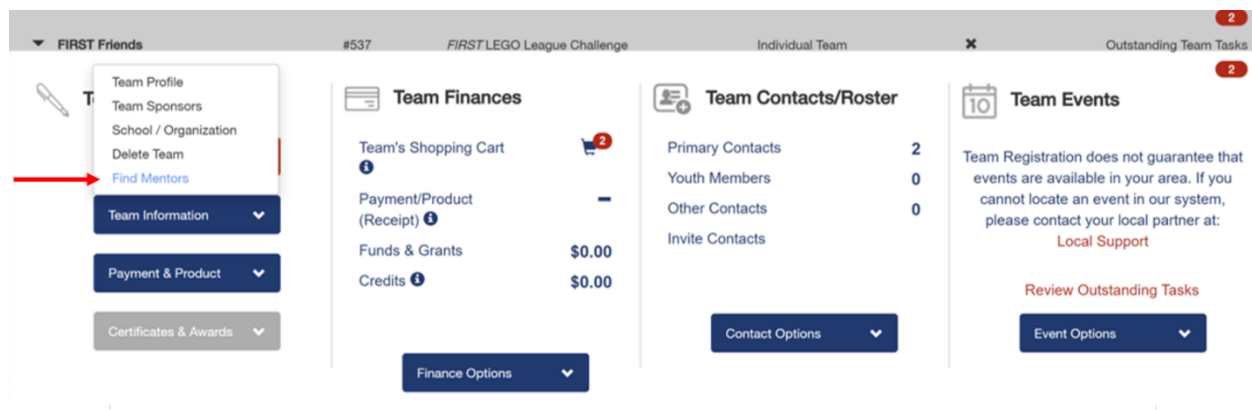 2
FIRST Friends #537 FIRST LEGO League Challenge Individual Team Outstanding Team Tasks
2
Team Profile
Team Sponsors
School / Organization
Delete Team
Find Mentors
Team Information
Payment & Product
Certificates & Awards
Team Finances
Team's Shopping Cart 2
Payment/Product
(Receipt)
Funds & Grants $0.00
Credits $0.00
Finance Options
Team Contacts/Roster
Primary Contacts 2
Youth Members 0
Other Contacts 0
Invite Contacts
Contact Options
10 Team Events
Team Registration does not guarantee that
events are available in your area. If you
cannot locate an event in our system,
please contact your local partner at:
Local Support
Review Outstanding Tasks
Event Options